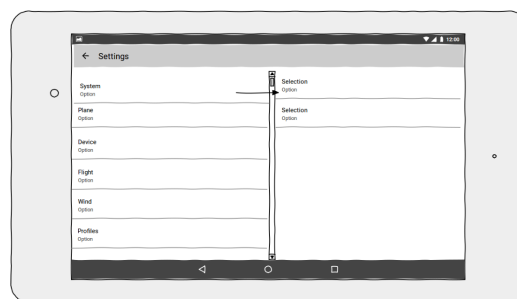 12:00
Settings
System
Option
Plane
Option
Device
Option
Flight
Option
Wind
Option
Profiles
Option
Selection
Option
Selection
Option